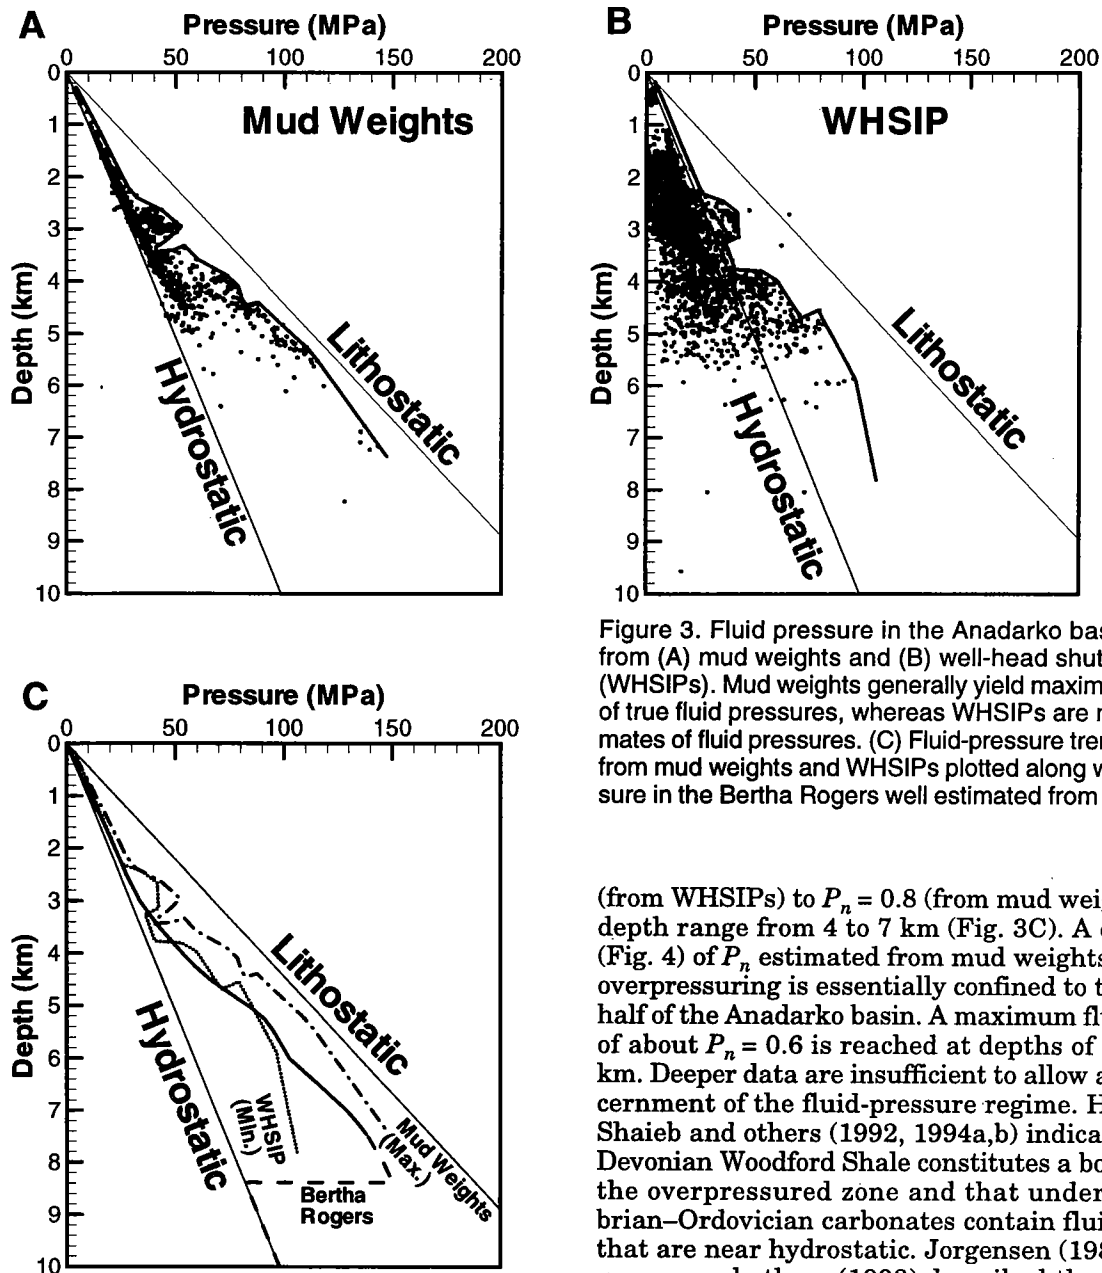 A
Pressure (MPa)
0 50 100 150 200
0
1
2
3
4
5
6
7
8
9
10
Depth (km)
Mud Weights
Lithostatic
Hydrostatic
B
Pressure (MPa)
0 50 100 150 200
0
1
2
3
4
5
6
7
8
9
10
Depth (km)
WHSIP
Lithostatic
Hydrostatic
Figure 3. Fluid pressure in the Anadarko bas
from (A) mud weights and (B) well-head shut
(WHSIPs). Mud weights generally yield maxim
of true fluid pressures, whereas WHSIPs are
mates of fluid pressures. (C) Fluid-pressure trer
from mud weights and WHSIPs plotted along w
sure in the Bertha Rogers well estimated from
C
Pressure (MPa)
0 50 100 150 200
0
1
2
3
4
5
6
7
8
9
10
Depth (km)
Lithostatic
Hydrostatic
WHSIP
(Min.)
Mud Weights
(Max.)
Bertha
Rogers
(from WHSIPs) to Pn = 0.8 (from mud wei
depth range from 4 to 7 km (Fig. 3C). A
(Fig. 4) of Pn estimated from mud weights
overpressuring is essentially confined to t
half of the Anadarko basin. A maximum fl
of about Pn = 0.6 is reached at depths of
km. Deeper data are insufficient to allow a
cernment of the fluid-pressure regime. H
Shaieb and others (1992, 1994a,b) indica
Devonian Woodford Shale constitutes a bo
the overpressured zone and that under
brian–Ordovician carbonates contain flui
that are near hydrostatic. Jorgensen (198